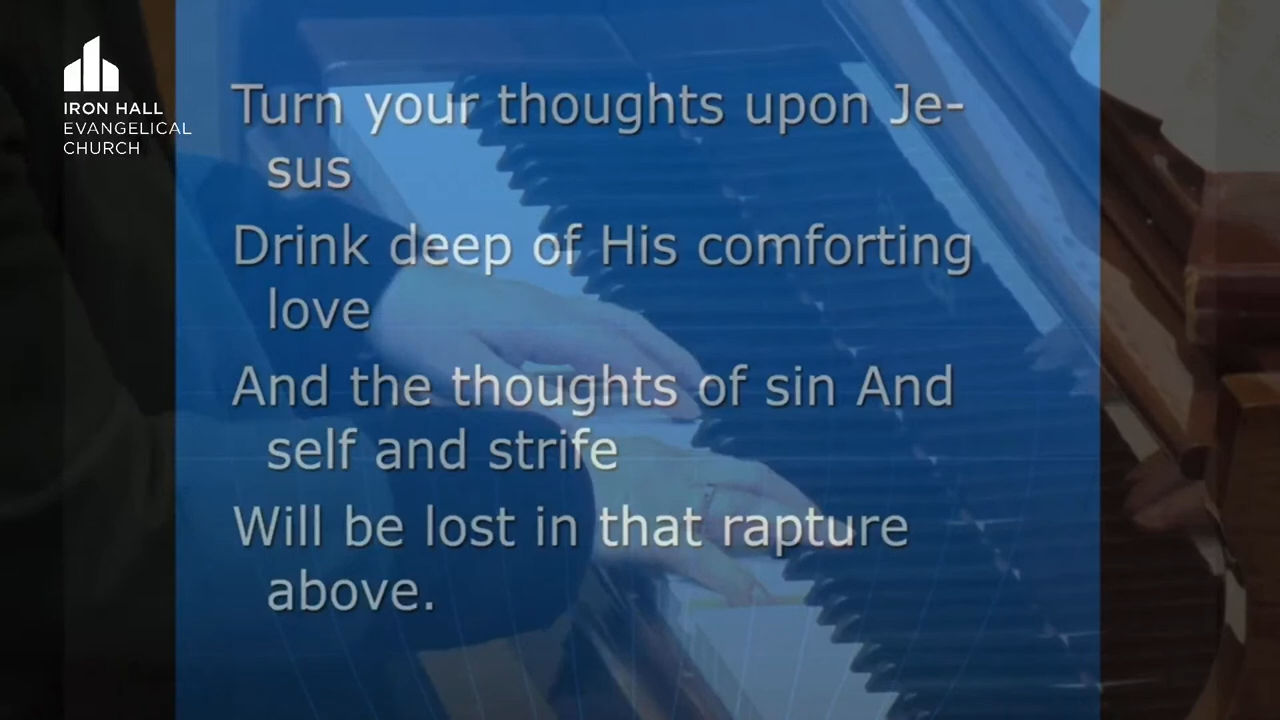 IRON HALL
EVANGELICAL
CHURCH
Turn your thoughts upon Je-
sus
Drink deep of His comforting
love
And the thoughts of sin And
self and strife
Will be lost in that rapture
above.